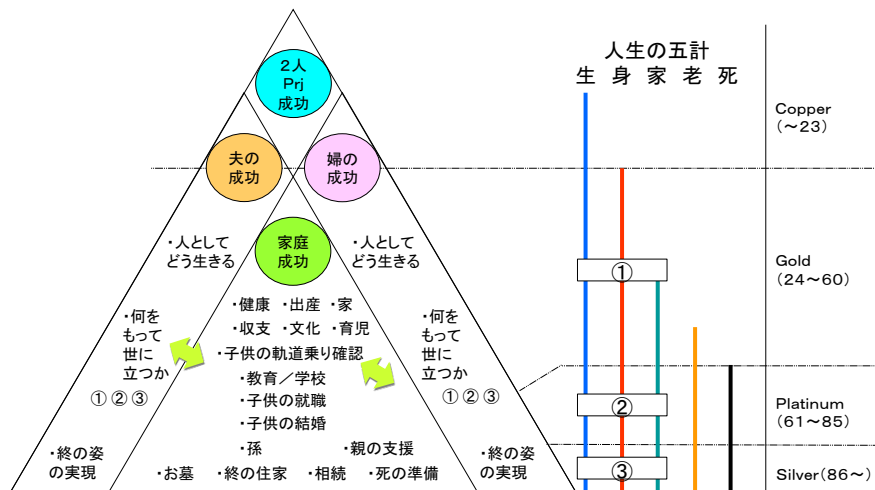 2人
Prj
成功
夫の
成功
婦の
成功
家庭
成功
・人として
どう生きる
・人として
どう生きる
・健康 ・出産 ・家
・収支 ・文化 ・育児
・子供の軌道乗り確認
・教育／学校
・子供の就職
・子供の結婚
・孫
・親の支援
・お墓 ・終の住家 ・相続 ・死の準備
・何を
もって
世に
立つか
①②③
・何を
もって
世に
立つか
①②③
・終の姿
の実現
・終の姿
の実現
人生の五計
生 身 家 老 死
①
②
③
Copper
(～23)
Gold
(24～60)
Platinum
(61～85)
Silver(86～)